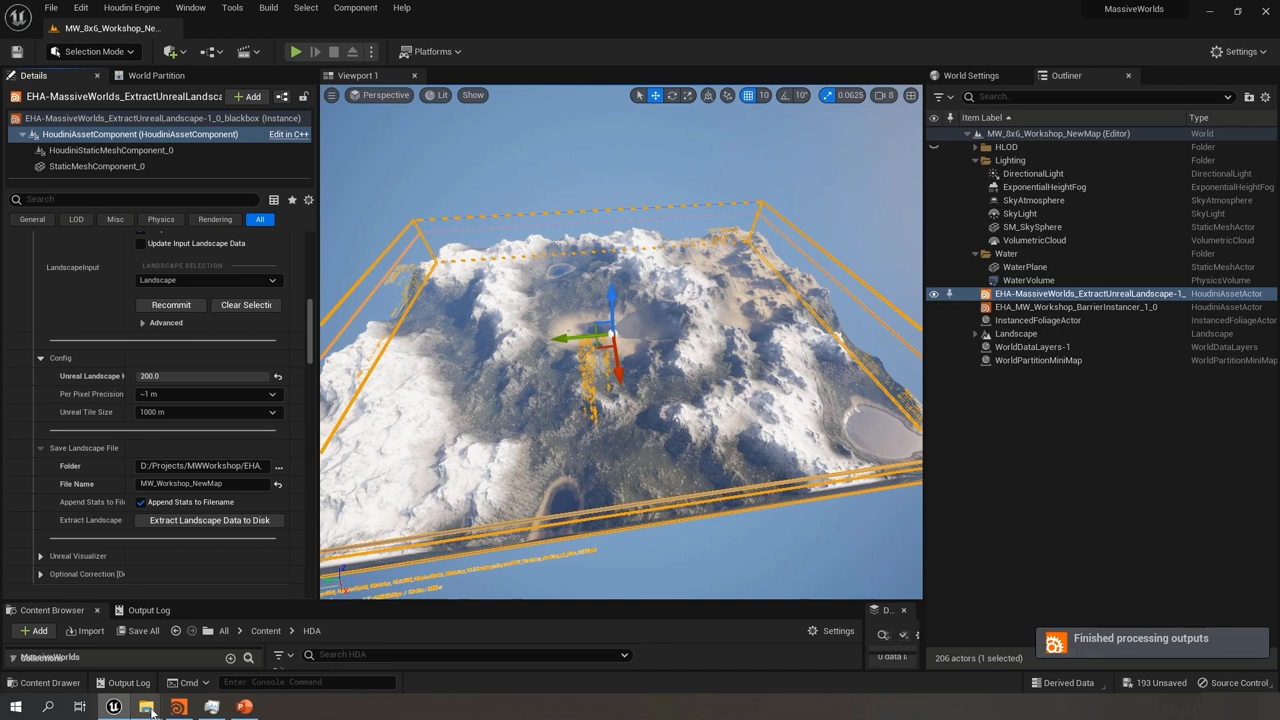 File Edit Houdini Engine Window Tools Build Select Component Help
MassiveWorlds
MW_8x6_Workshop_Ne...
Selection Mode
Platforms
Settings
Details
World Partition
Viewport 1
World Settings
Outliner
EHA-MassiveWorlds_ExtractUnrealLandsca
Add
Perspective
Lit
Show
10
10°
0.0625
8
Search...
EHA-MassiveWorlds_ExtractUnrealLandscape-1_0_blackbox (Instance)
Item Label
Type
HoudiniAssetComponent (HoudiniAssetComponent)
Edit in C++
MW_8x6_Workshop_NewMap (Editor)
World
HoudiniStaticMeshComponent_0
HLOD
Folder
StaticMeshComponent_0
Lighting
Folder
DirectionalLight
DirectionalLight
ExponentialHeightFog
ExponentialHeightFog
Search
SkyAtmosphere
SkyAtmosphere
General
LOD
Misc
Physics
Rendering
All
SkyLight
SkyLight
SM_SkySphere
StaticMeshActor
Update Input Landscape Data
VolumetricCloud
VolumetricCloud
Water
Folder
LandscapeInput
LANDSCAPE SELECTION
WaterPlane
StaticMeshActor
Landscape
WaterVolume
PhysicsVolume
EHA-MassiveWorlds_ExtractUnrealLandscape-1_
HoudiniAssetActor
Recommit
Clear Selectic
EHA_MW_Workshop_BarrierInstancer_1_0
HoudiniAssetActor
Advanced
InstancedFoliageActor
InstancedFoliageActor
Landscape
Landscape
WorldDataLayers-1
WorldDataLayers
Config
WorldPartitionMiniMap
WorldPartitionMiniMap
Unreal Landscape H
200.0
Per Pixel Precision
~1 m
Unreal Tile Size
1000 m
Save Landscape File
Folder
D:/Projects/MWWorkshop/EHA_
...
File Name
MW_Workshop_NewMap
Append Stats to Fil
Append Stats to Filename
Extract Landscape
Extract Landscape Data to Disk
Unreal Visualizer
Optional Correction [D
Content Browser
Output Log
D...
Add
Import
Save All
All
Content
HDA
Settings
Finished processing outputs
MassiveWorlds
Search HDA
0 data l
206 actors (1 selected)
Content Drawer
Output Log
Cmd
Enter Console Command
Derived Data
193 Unsaved
Source Control